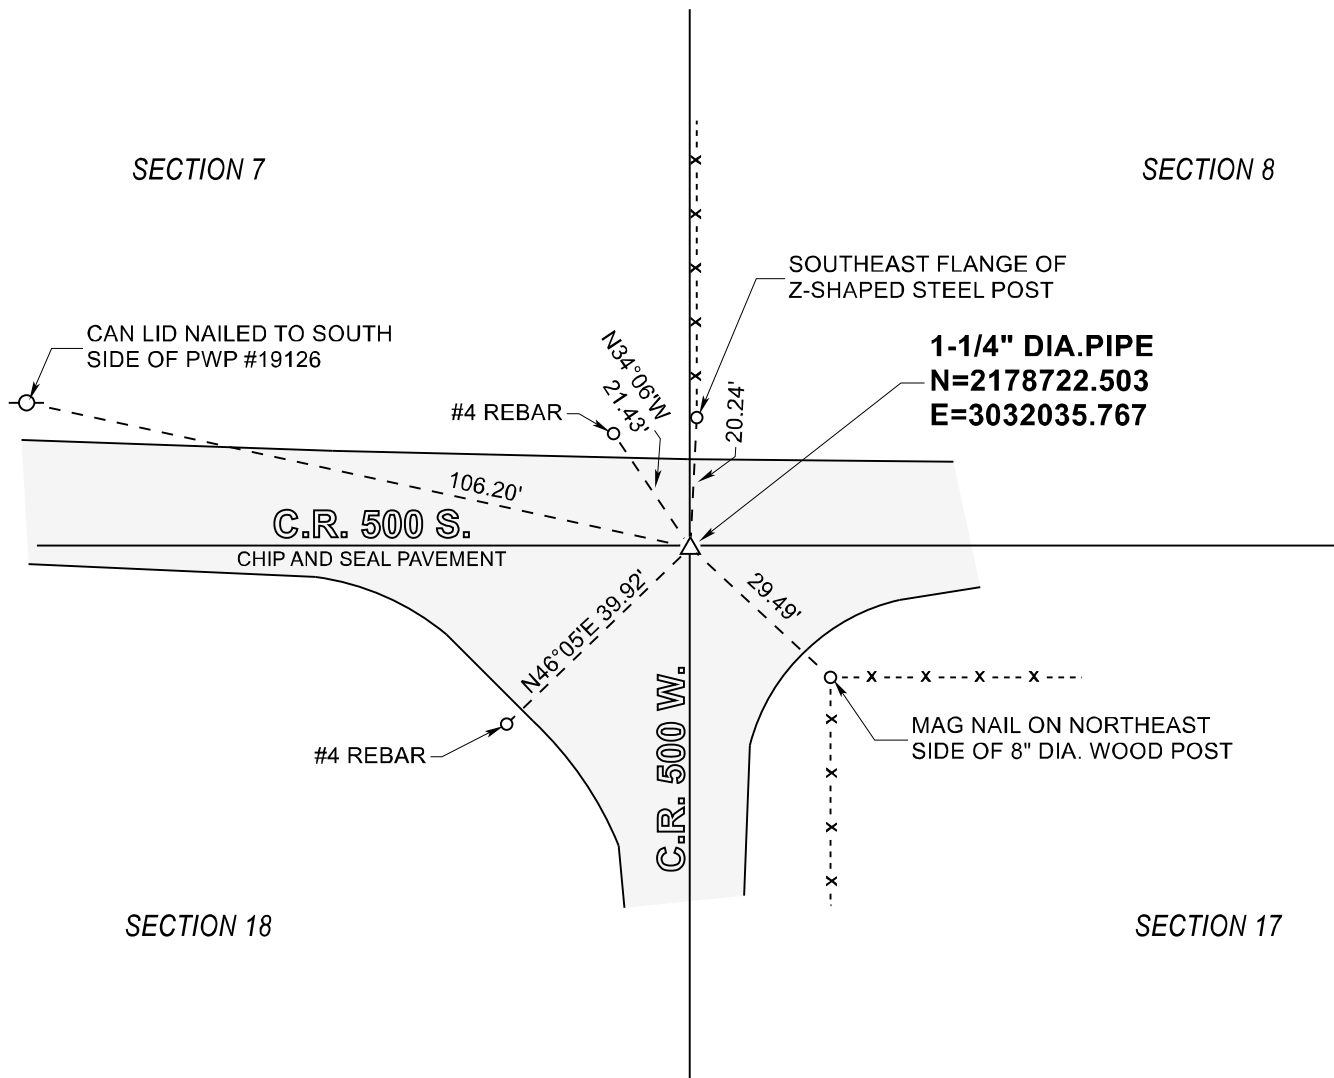 SECTION 7
SECTION 8
SOUTHEAST FLANGE OF
Z-SHAPED STEEL POST
CAN LID NAILED TO SOUTH
SIDE OF PWP #19126
1-1/4" DIA.PIPE
N=2178722.503
E=3032035.767
N34°06'W
21.43'
#4 REBAR
20.24'
106.20'
C.R. 500 S.
CHIP AND SEAL PAVEMENT
29.49'
N46°05'E 39.92'
C.R. 500 W.
X
X
X
X
X
X X X X
X
X
X
X
MAG NAIL ON NORTHEAST
SIDE OF 8" DIA. WOOD POST
#4 REBAR
SECTION 18
SECTION 17